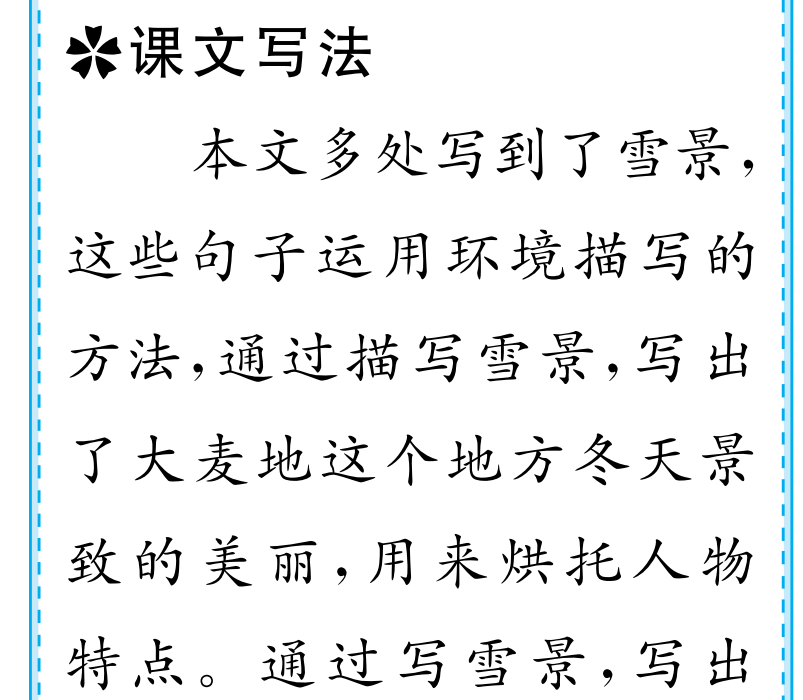 课文写法
本文多处写到了雪景，
这些句子运用环境描写的
方法，通过描写雪景，写出
了大麦地这个地方冬天景
致的美丽，用来烘托人物
特点。通过写雪景，写出